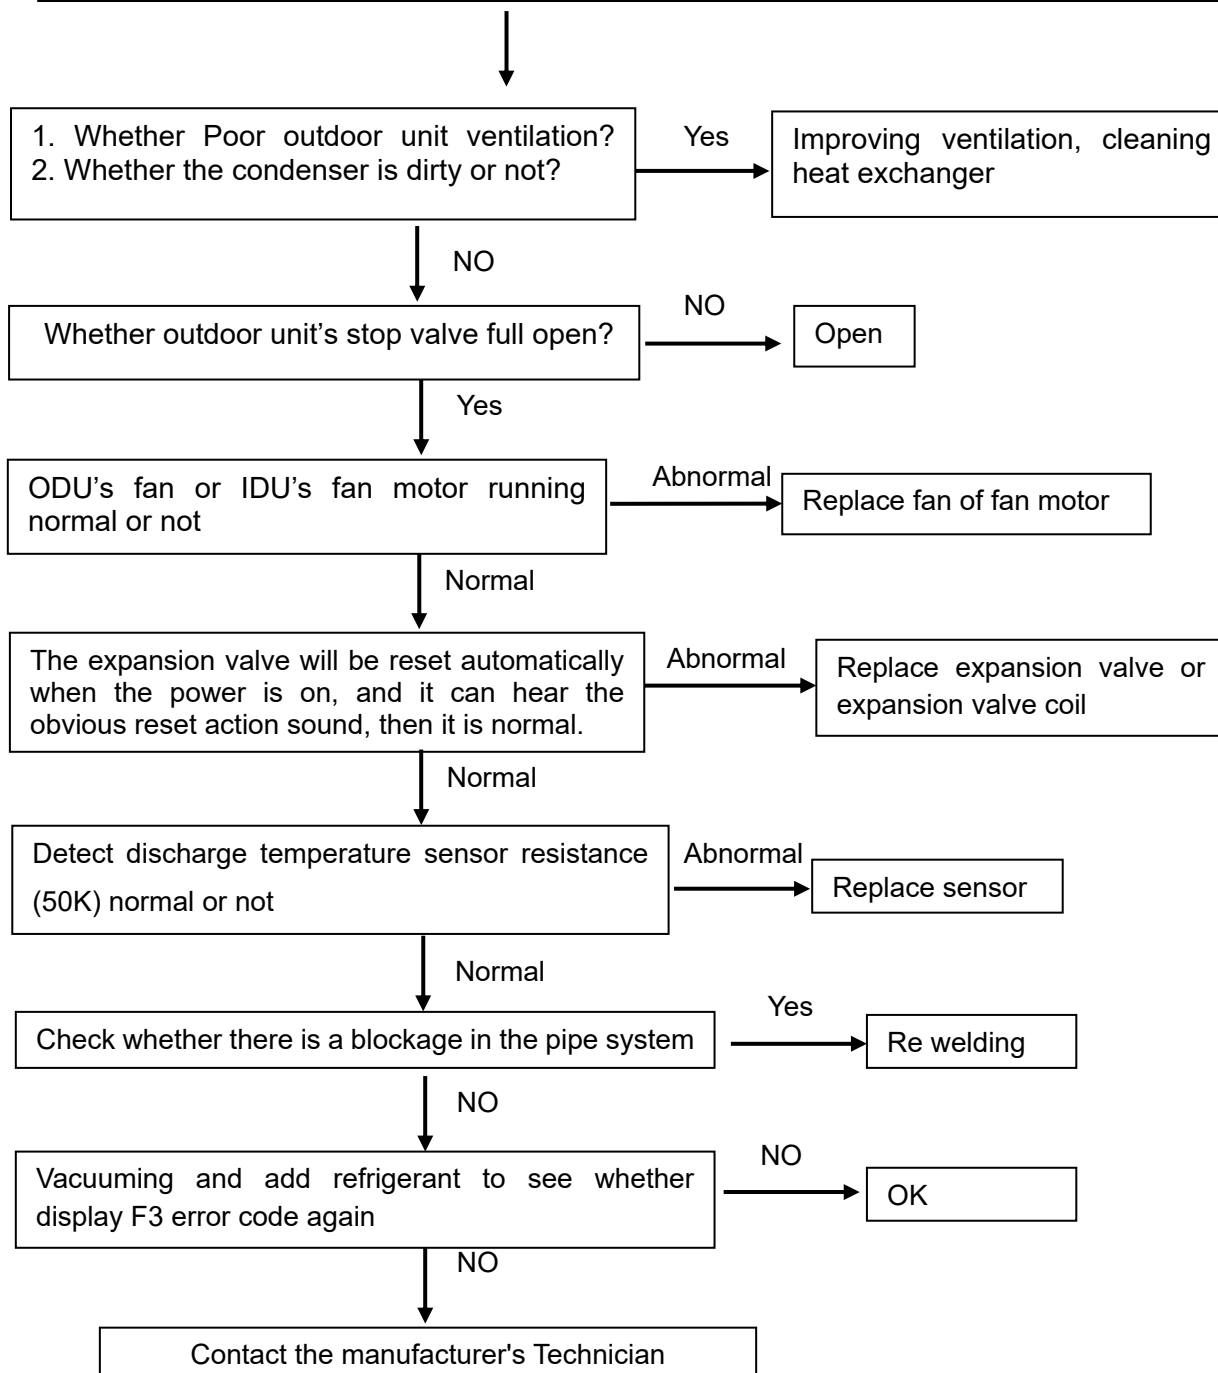 1. Whether Poor outdoor unit ventilation?
2. Whether the condenser is dirty or not?
Yes
Improving ventilation, cleaning
heat exchanger
NO
Whether outdoor unit’s stop valve full open?
NO
Open
Yes
ODU’s fan or IDU’s fan motor running
normal or not
Abnormal
Replace fan of fan motor
Normal
The expansion valve will be reset automatically
when the power is on, and it can hear the
obvious reset action sound, then it is normal.
Abnormal
Replace expansion valve or
expansion valve coil
Normal
Detect discharge temperature sensor resistance
(50K) normal or not
Abnormal
Replace sensor
Normal
Check whether there is a blockage in the pipe system
Yes
Re welding
NO
Vacuuming and add refrigerant to see whether
display F3 error code again
NO
OK
NO
Contact the manufacturer's Technician